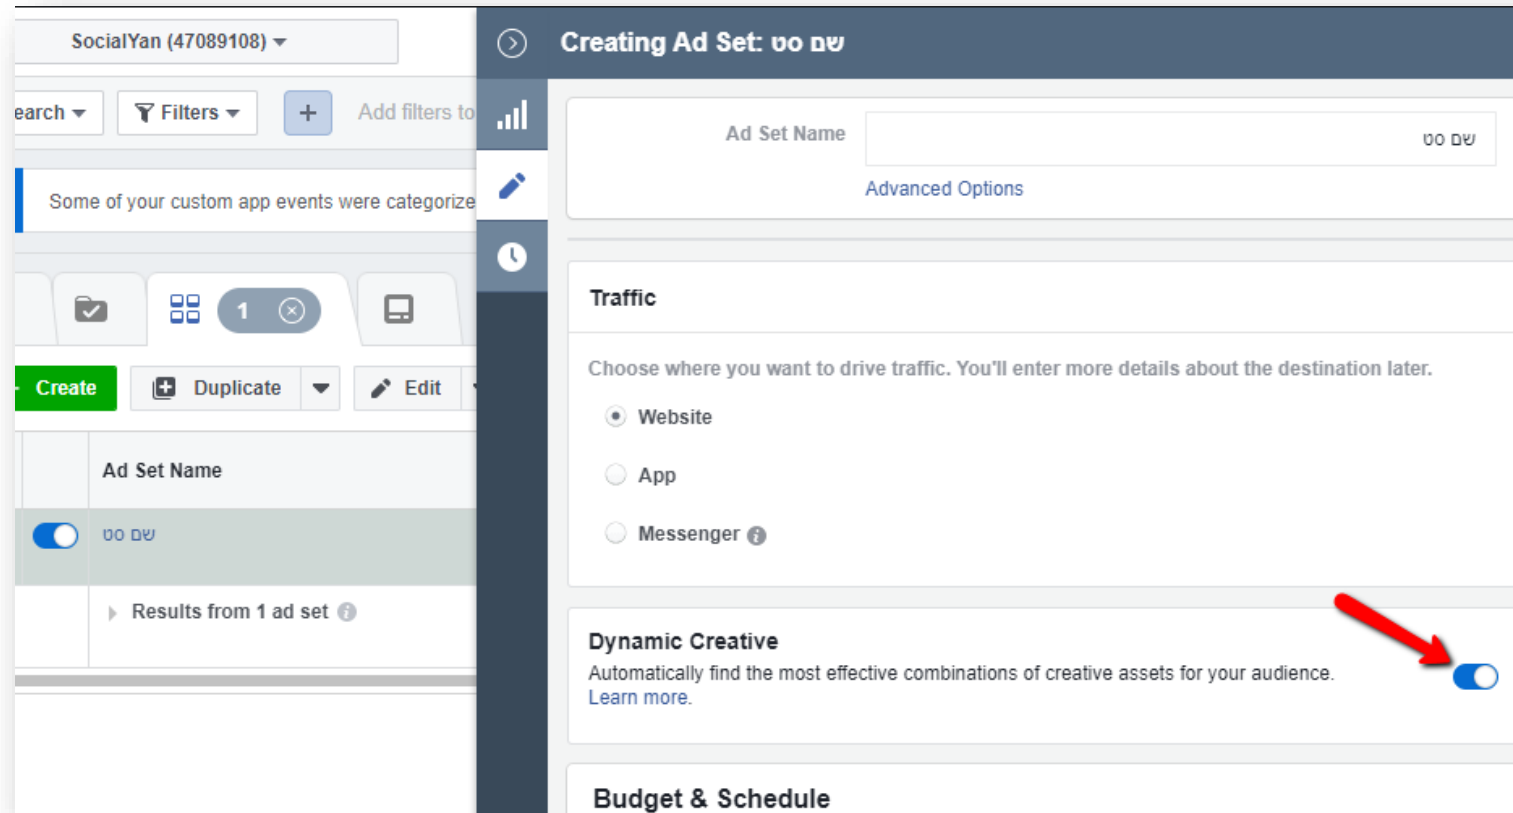 SocialYan (47089108)
earch
Filters
+
Add filters to
Some of your custom app events were categorize
1
Create
Duplicate
Edit
Ad Set Name
שם סט
Results from 1 ad set
Creating Ad Set: שם סט
Ad Set Name
שם סט
Advanced Options
Traffic
Choose where you want to drive traffic. You'll enter more details about the destination later.
Website
App
Messenger
Dynamic Creative
Automatically find the most effective combinations of creative assets for your audience.
Learn more.
Budget & Schedule